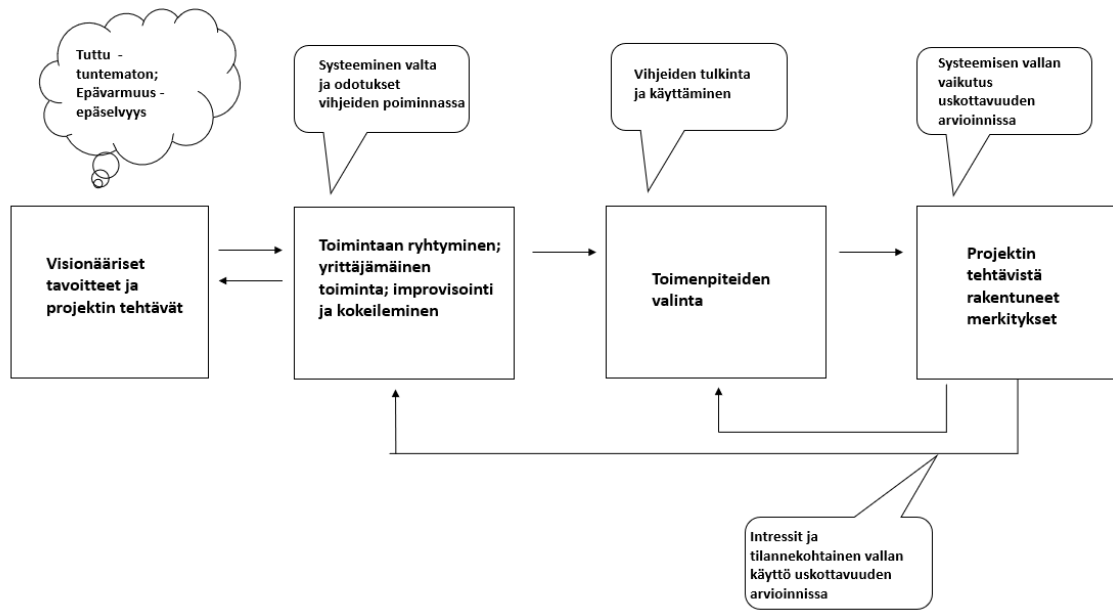 Tuttu -
tuntematon;
Epävarmuus -
epäselvyys
Systeeminen valta
ja odotukset
vihjeiden poiminnassa
Vihjeiden tulkinta
ja käyttäminen
Systeemisen vallan
vaikutus
uskottavuuden
arvioinnissa
Visionääriset
tavoitteet ja
projektin tehtävät
Toimintaan ryhtyminen;
yrittäjämäinen
toiminta; improvisointi
ja kokeileminen
Toimenpiteiden
valinta
Projektin
tehtävistä
rakentuneet
merkitykset
Intressit ja
tilannekohtainen vallan
käyttö uskottavuuden
arvioinnissa